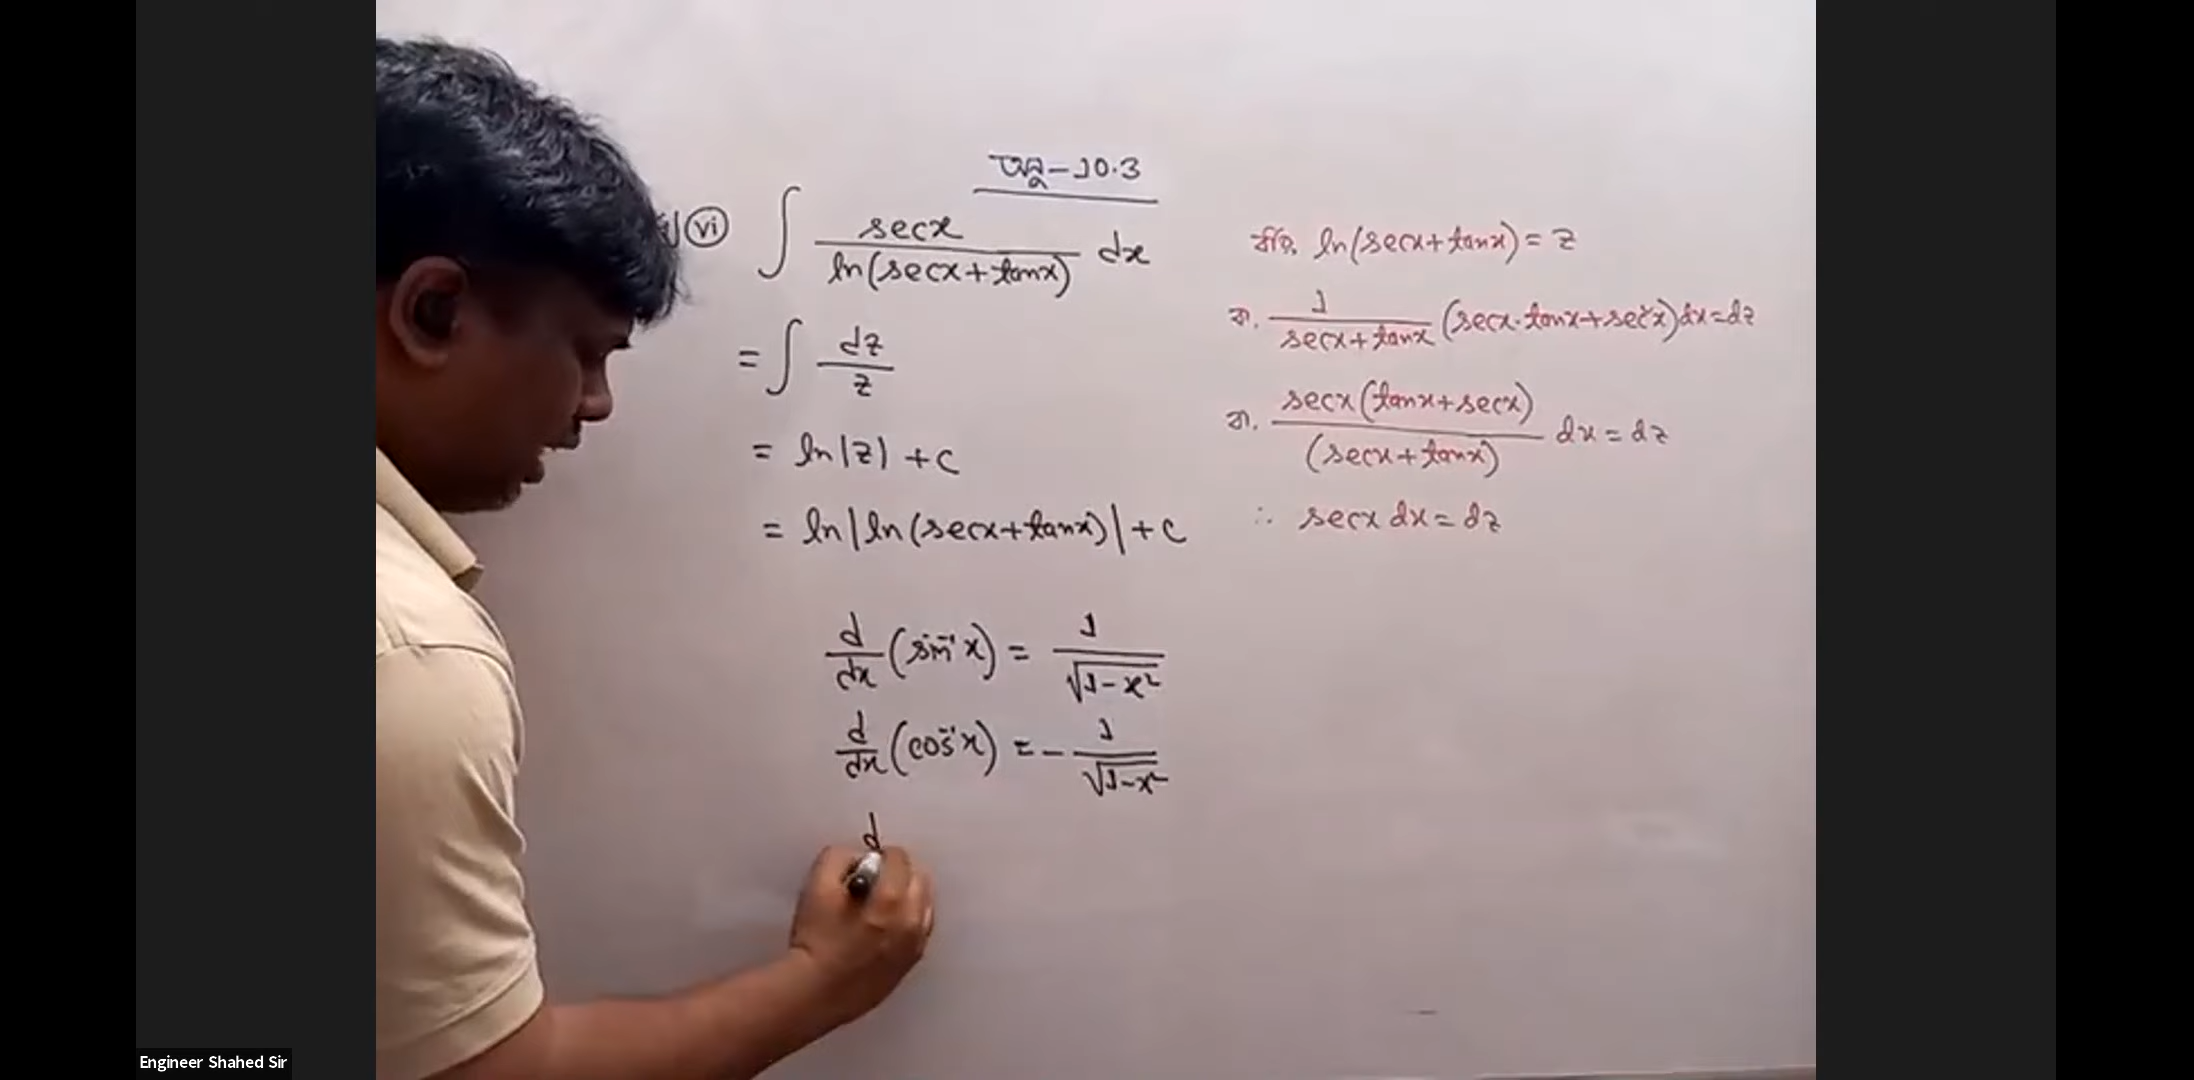 অনু-10.3
(vi) ∫ secx / ln(secx+tanx) dx
= ∫ dz / z
= ln|z| + c
= ln|ln(secx+tanx)| + c
ধরি, ln(secx+tanx) = z
বা, 1 / secx+tanx (secx·tanx+sec²x)dx=dz
বা, secx(tanx+secx) / (secx+tanx) dx = dz
∴ secx dx = dz
d/dx (sin⁻¹x) = 1 / √1-x²
d/dx (cos⁻¹x) = - 1 / √1-x²
d
Engineer Shahed Sir